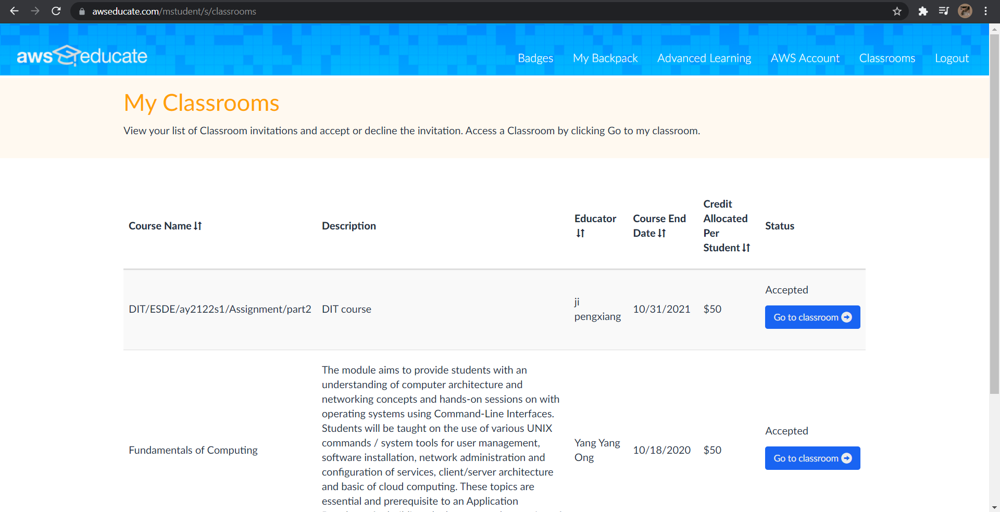 awseducate.com/mstudent/s/classrooms
aws educate
Badges
My Backpack
Advanced Learning
AWS Account
Classrooms
Logout
My Classrooms
View your list of Classroom invitations and accept or decline the invitation. Access a Classroom by clicking Go to my classroom.
Course Name
Description
Educator
Course End
Date
Credit
Allocated
Per
Student
Status
DIT/ESDE/ay2122s1/Assignment/part2
DIT course
ji
pengxiang
10/31/2021
$50
Accepted
Go to classroom
Fundamentals of Computing
The module aims to provide students with an
understanding of computer architecture and
networking concepts and hands-on sessions on with
operating systems using Command-Line Interfaces.
Students will be taught on the use of various UNIX
commands / system tools for user management,
software installation, network administration and
configuration of services, client/server architecture
and basic of cloud computing. These topics are
essential and prerequisite to an Application
Yang Yang
Ong
10/18/2020
$50
Accepted
Go to classroom